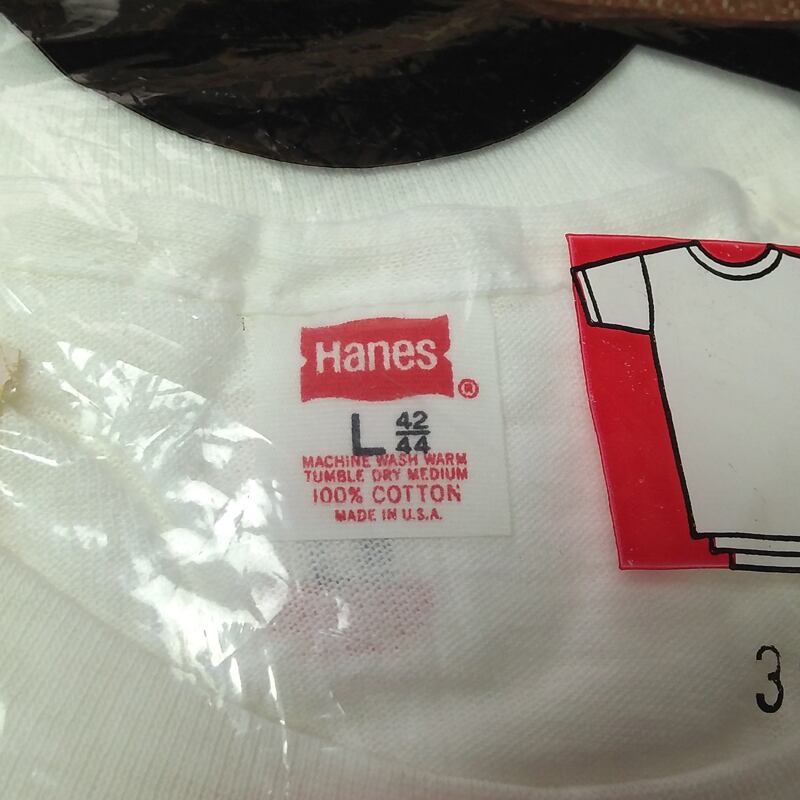 Hanes
®
L 42/44
MACHINE WASH WARM
TUMBLE DRY MEDIUM
100% COTTON
MADE IN U.S.A.
3